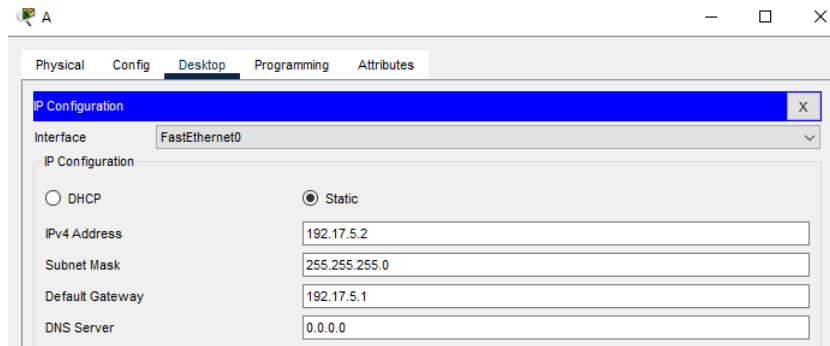 A
Physical Config Desktop Programming Attributes
IP Configuration X
Interface FastEthernet0
IP Configuration
DHCP Static
IPv4 Address 192.17.5.2
Subnet Mask 255.255.255.0
Default Gateway 192.17.5.1
DNS Server 0.0.0.0